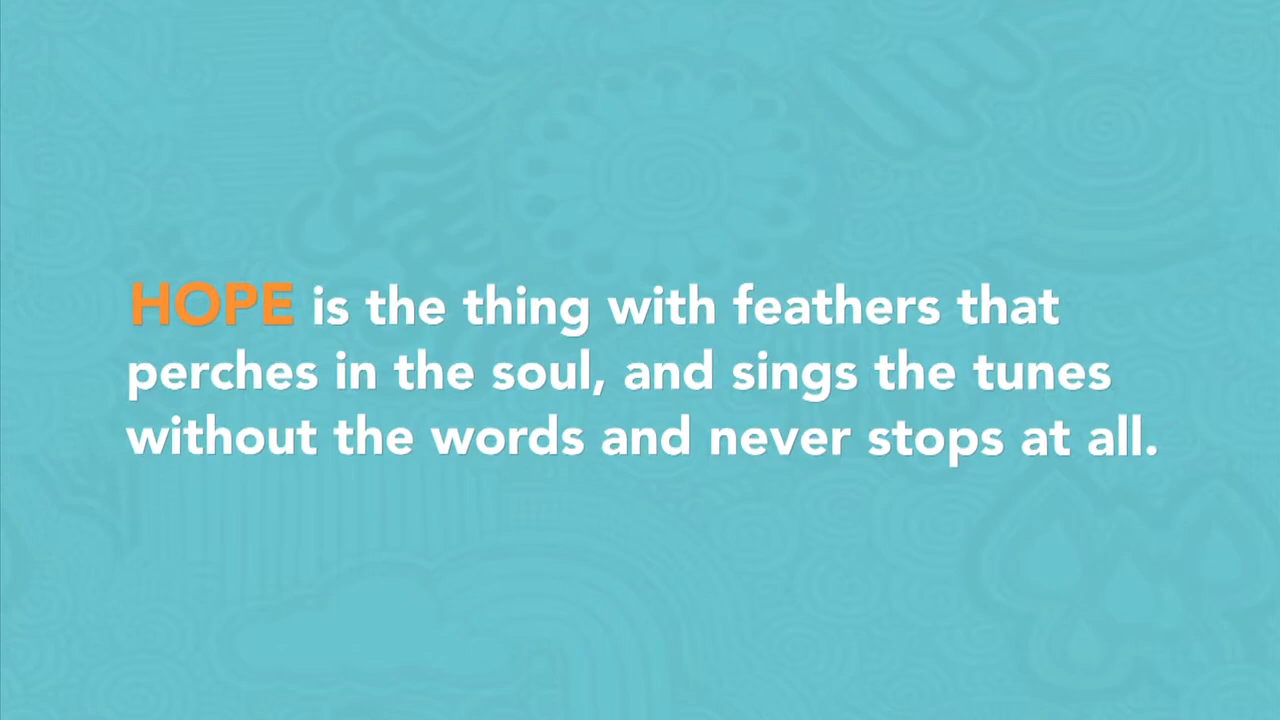 HOPE is the thing with feathers that
perches in the soul, and sings the tunes
without the words and never stops at all.